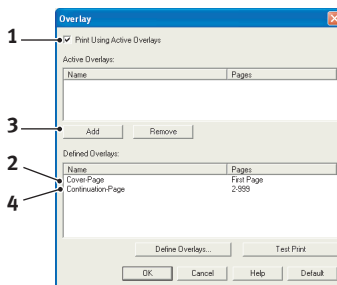 Overlay
1
Print Using Active Overlays
Active Overlays:
Name Pages
3
Add Remove
Defined Overlays:
2
Name Pages
Cover-Page First Page
4
Continuation-Page 2-999
Define Overlays... Test Print
OK Cancel Help Default